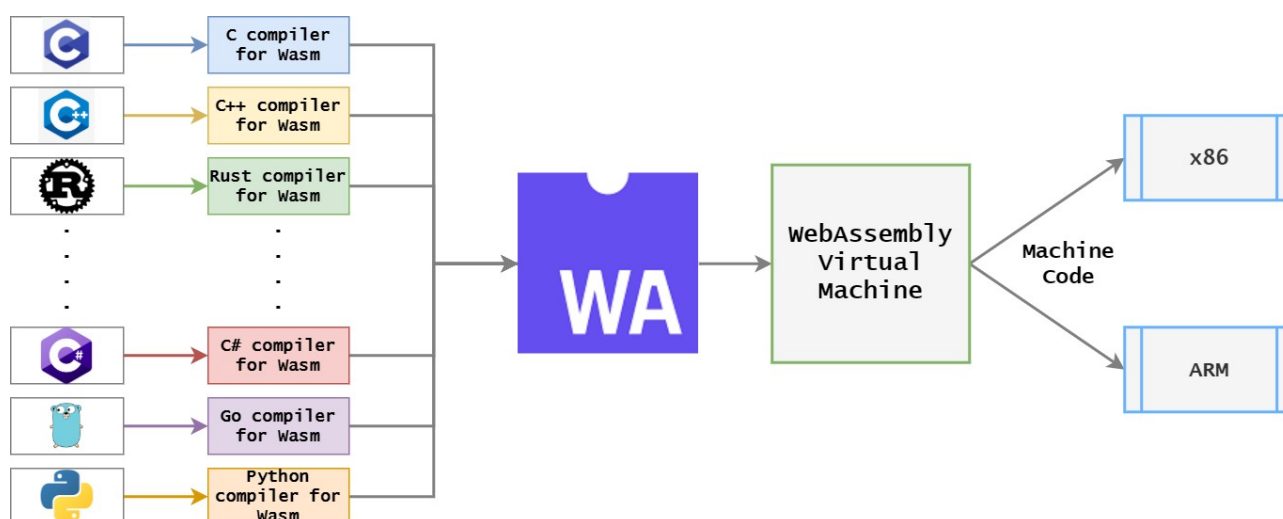 C
C compiler
for Wasm
C++
C++ compiler
for Wasm
R
Rust compiler
for Wasm
C#
C# compiler
for Wasm
Go compiler
for Wasm
Python
compiler for
Wasm
WA
WebAssembly
Virtual
Machine
Machine
Code
x86
ARM